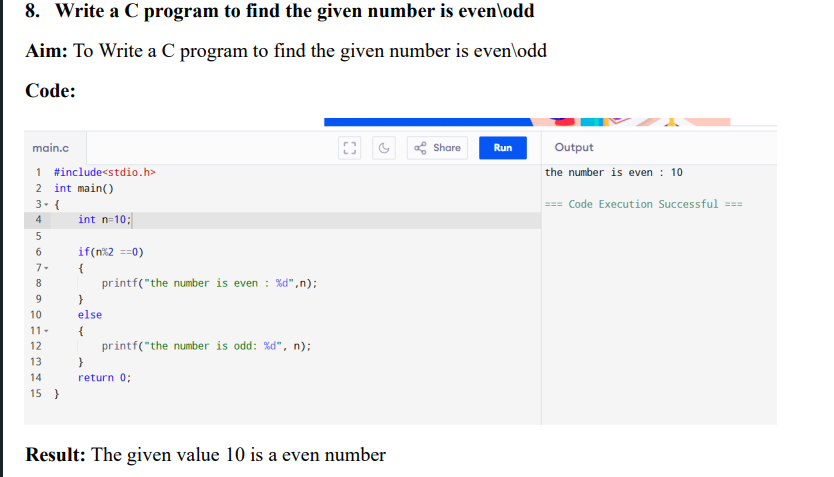 8. Write a C program to find the given number is even\odd
Aim: To Write a C program to find the given number is even\odd
Code:
main.c
Share
Run
Output
1 #include<stdio.h>
2 int main()
3 {
4 int n=10;
5
6 if(n%2 ==0)
7 {
8 printf("the number is even : %d",n);
9 }
10 else
11 {
12 printf("the number is odd: %d", n);
13 }
14 return 0;
15 }
the number is even : 10
=== Code Execution Successful ===
Result: The given value 10 is a even number